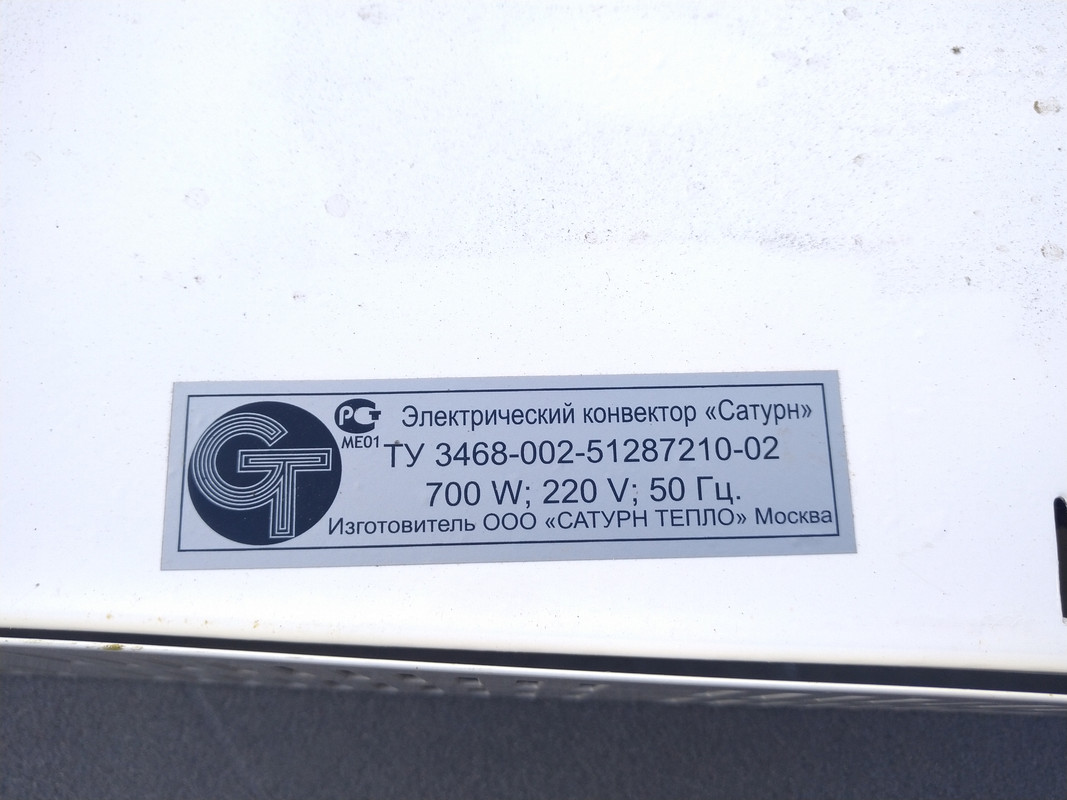 Электрический конвектор «Сатурн»
МЕ01
ТУ 3468-002-51287210-02
700 W; 220 V; 50 Гц.
Изготовитель ООО «САТУРН ТЕПЛО» Москва